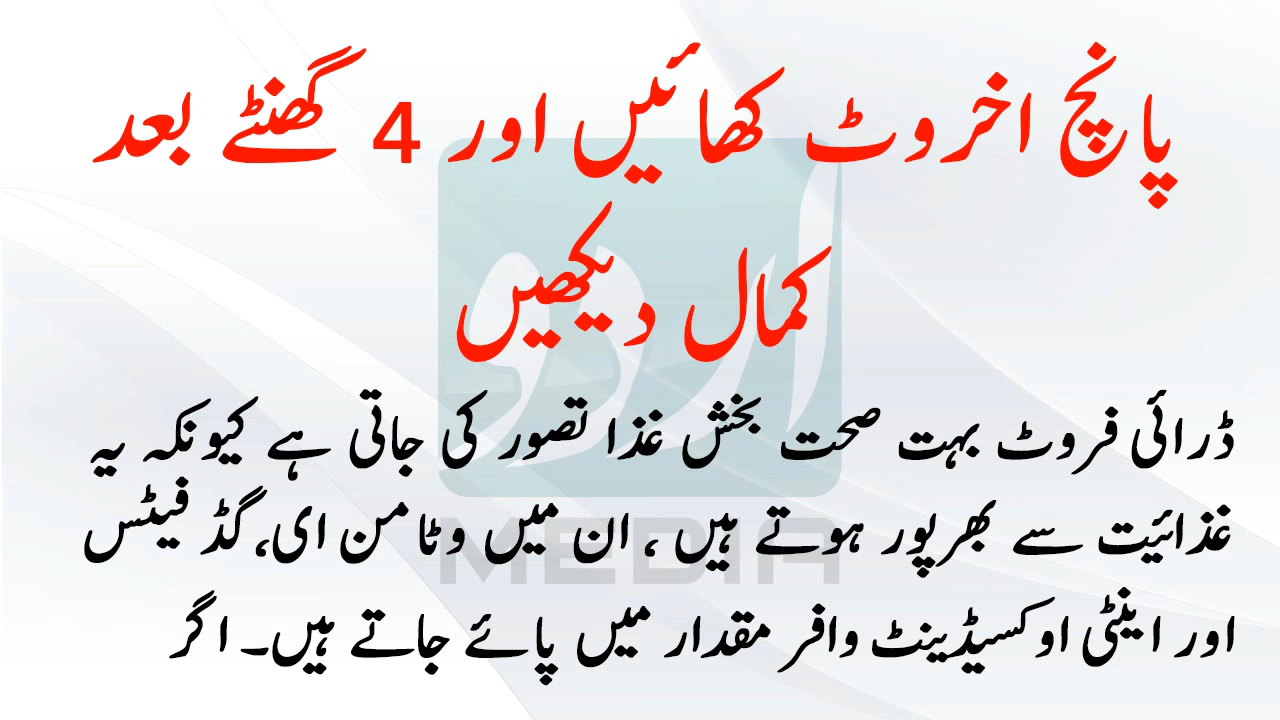 پانچ اخروٹ کھائیں اور 4 گھنٹے بعد
کمال دیکھیں
ڈرائی فروٹ بہت صحت بخش غذا تصور کی جاتی ہے کیونکہ یہ
غذائیت سے بھرپور ہوتے ہیں ، ان میں وٹامن ای، گڈ فیٹس
اور اینٹی اوکسیڈینٹ وافر مقدار میں پائے جاتے ہیں۔ اگر
اردو
MEDIA